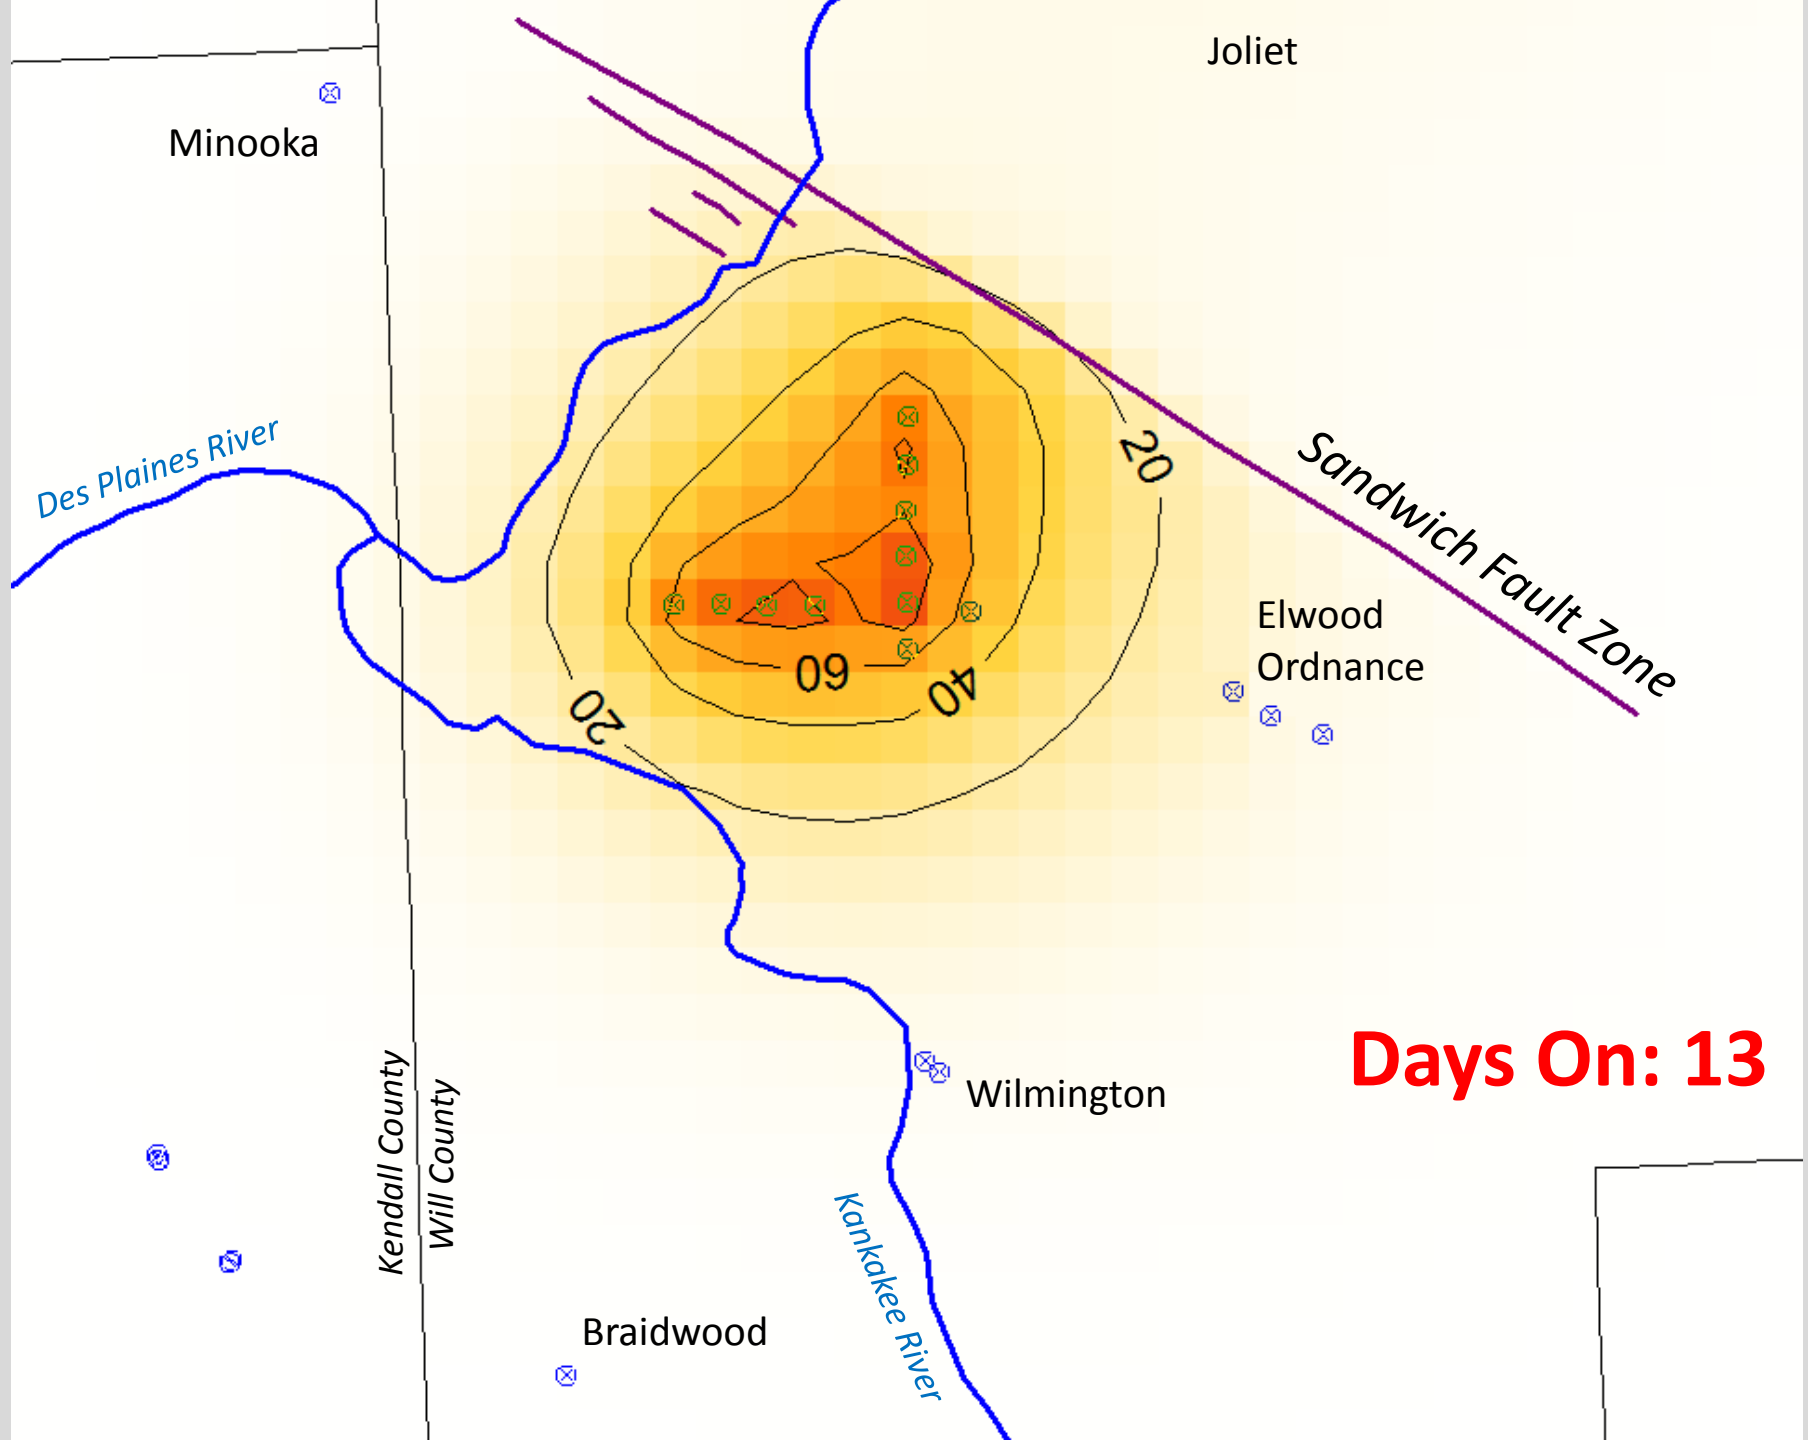 Joliet
Minooka
Des Plaines River
20
Sandwich Fault Zone
Elwood
Ordnance
60
40
20
Days On: 13
Wilmington
Kendall County
Will County
Kankakee River
Braidwood